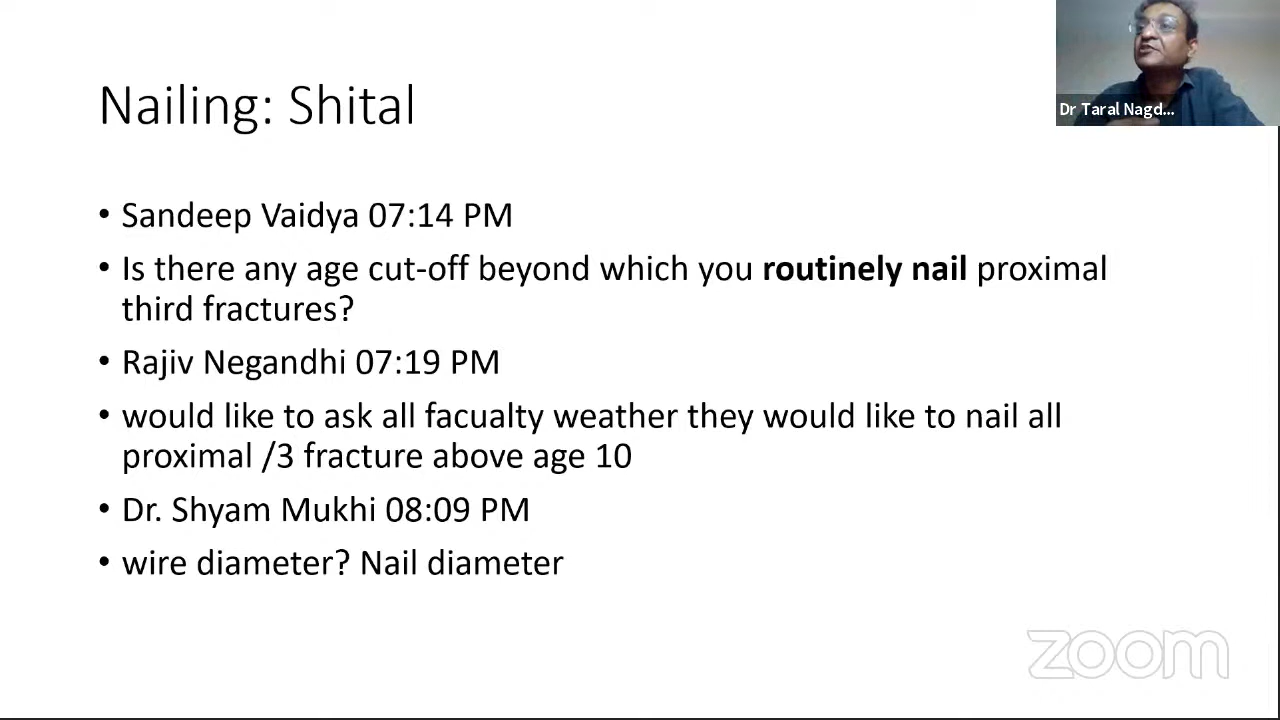 Nailing: Shital
Dr Taral Nagd...
• Sandeep Vaidya 07:14 PM
• Is there any age cut-off beyond which you routinely nail proximal
third fractures?
• Rajiv Negandhi 07:19 PM
• would like to ask all facualty weather they would like to nail all
proximal /3 fracture above age 10
• Dr. Shyam Mukhi 08:09 PM
• wire diameter? Nail diameter
zoom